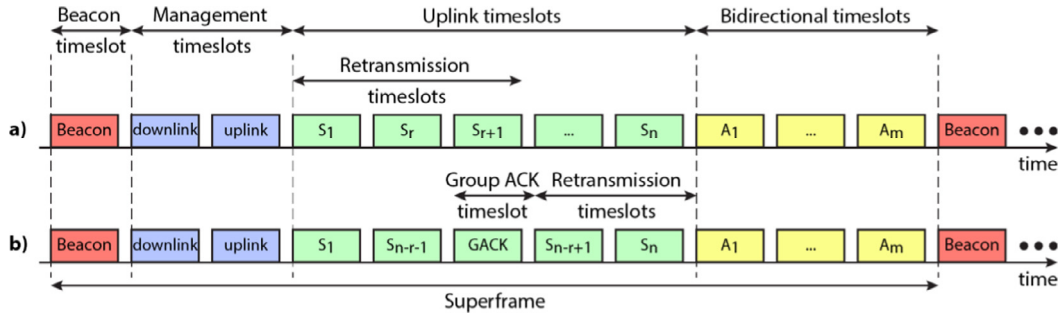 Beacon Management Uplink timeslots Bidirectional timeslots
timeslot timeslots
Retransmission
timeslots
a) Beacon downlink uplink S1 Sr Sr+1 ... Sn A1 ... Am Beacon •••
time
Group ACK Retransmission
timeslot timeslots
b) Beacon downlink uplink S1 Sn-r-1 GACK Sn-r+1 Sn A1 ... Am Beacon •••
time
Superframe